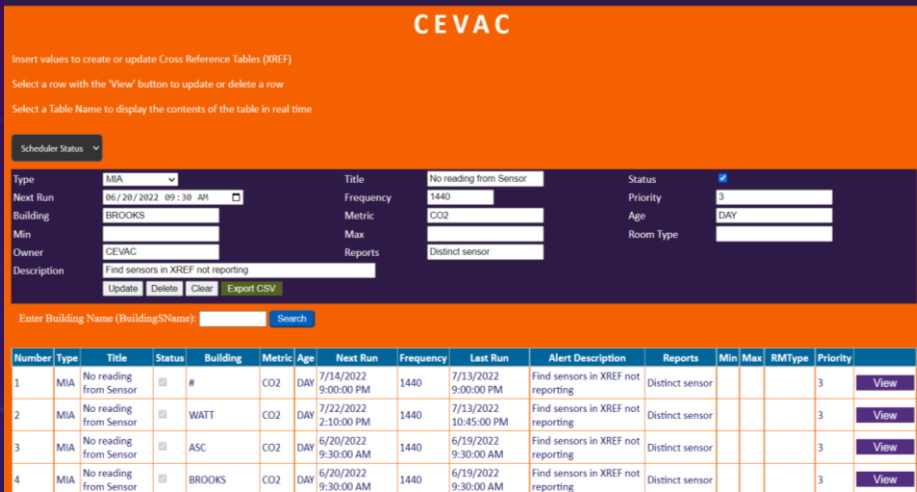 CEVAC
Insert values to create or update Cross Reference Tables (XREF)
Select a row with the 'View' button to update or delete a row
Select a Table Name to display the contents of the table in real time
Scheduler Status
Type MIA Title No reading from Sensor Status
Next Run 06/20/2022 09:30 AM Frequency 1440 Priority 3
Building BROOKS Metric CO2 Age DAY
Min Max Room Type
Owner CEVAC Reports Distinct sensor
Description Find sensors in XREF not reporting
Update Delete Clear Export CSV
Enter Building Name (BuildingSName): Search
Number Type Title Status Building Metric Age Next Run Frequency Last Run Alert Description Reports Min Max RMType Priority
1 MIA No reading from Sensor # CO2 DAY 7/14/2022 9:00:00 PM 1440 7/13/2022 9:00:00 PM Find sensors in XREF not reporting Distinct sensor 3 View
2 MIA No reading from Sensor WATT CO2 DAY 7/22/2022 2:10:00 PM 1440 7/13/2022 10:45:00 PM Find sensors in XREF not reporting Distinct sensor 3 View
3 MIA No reading from Sensor ASC CO2 DAY 6/20/2022 9:30:00 AM 1440 6/19/2022 9:30:00 AM Find sensors in XREF not reporting Distinct sensor 3 View
4 MIA No reading from Sensor BROOKS CO2 DAY 6/20/2022 9:30:00 AM 1440 6/19/2022 9:30:00 AM Find sensors in XREF not reporting Distinct sensor 3 View